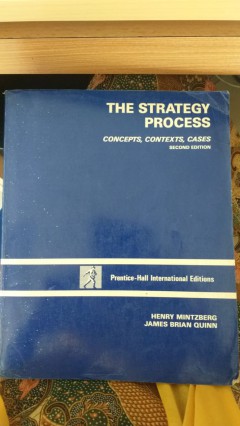 THE STRATEGY
PROCESS
CONCEPTS, CONTEXTS, CASES
SECOND EDITION
Prentice-Hall International Editions
HENRY MINTZBERG
JAMES BRIAN QUINN